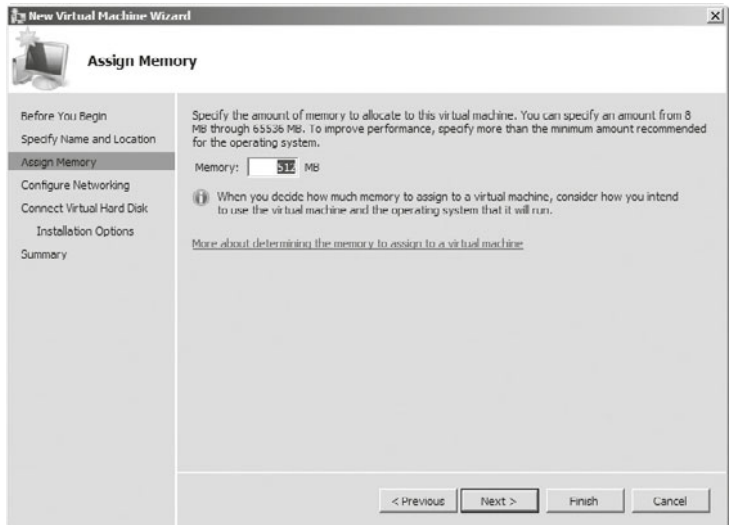 New Virtual Machine Wizard
Assign Memory
Before You Begin
Specify Name and Location
Assign Memory
Configure Networking
Connect Virtual Hard Disk
Installation Options
Summary
Specify the amount of memory to allocate to this virtual machine. You can specify an amount from 8
MB through 65536 MB. To improve performance, specify more than the minimum amount recommended
for the operating system.
Memory: 512 MB
When you decide how much memory to assign to a virtual machine, consider how you intend
to use the virtual machine and the operating system that it will run.
More about determining the memory to assign to a virtual machine
< Previous Next > Finish Cancel